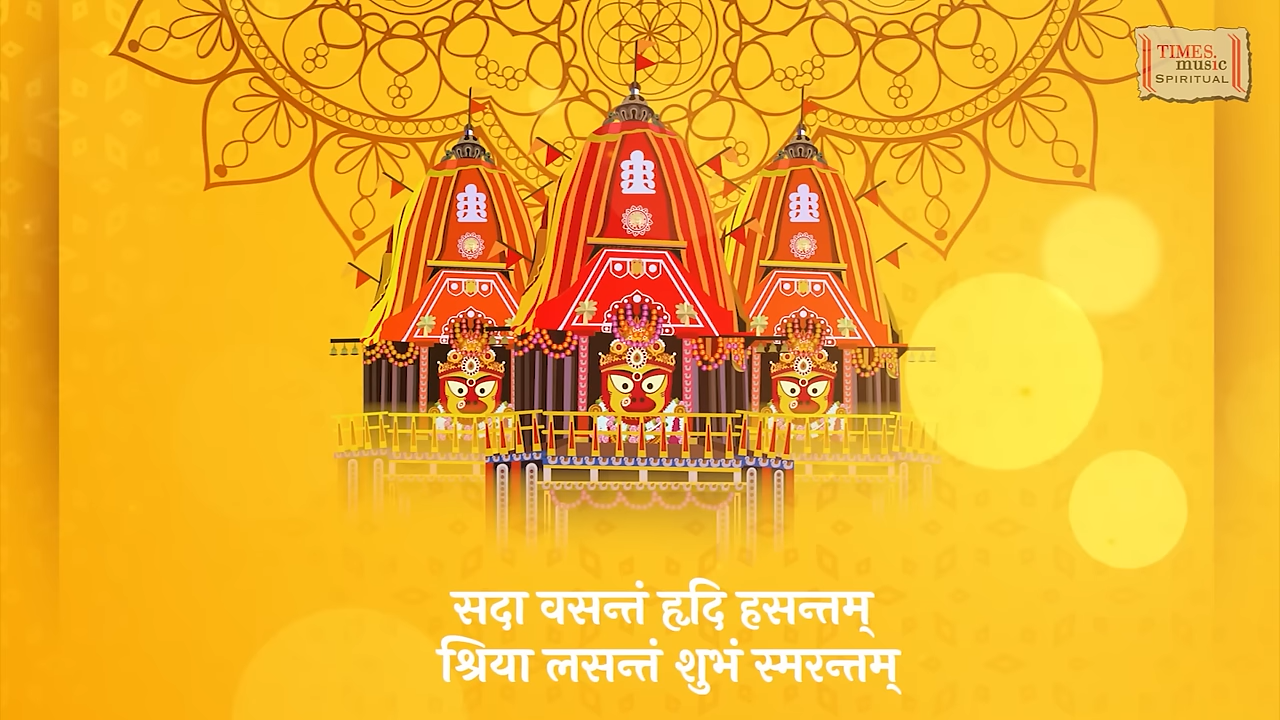 TIMES.
music
SPIRITUAL
सदा वसन्तं हृदि हसन्तम्
श्रिया लसन्तं शुभं स्मरन्तम्